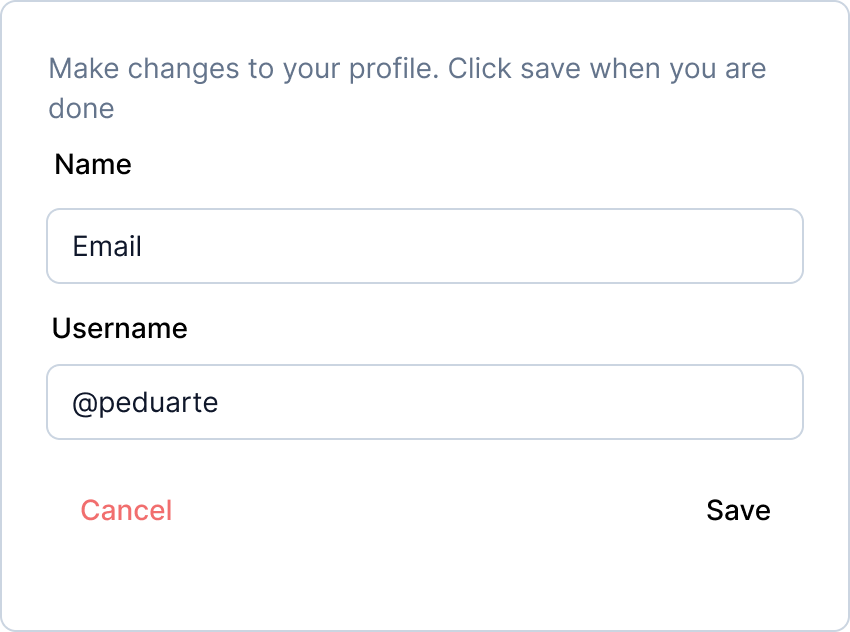 Make changes to your profile. Click save when you are
done
Name
Email
Username
@peduarte
Cancel
Save